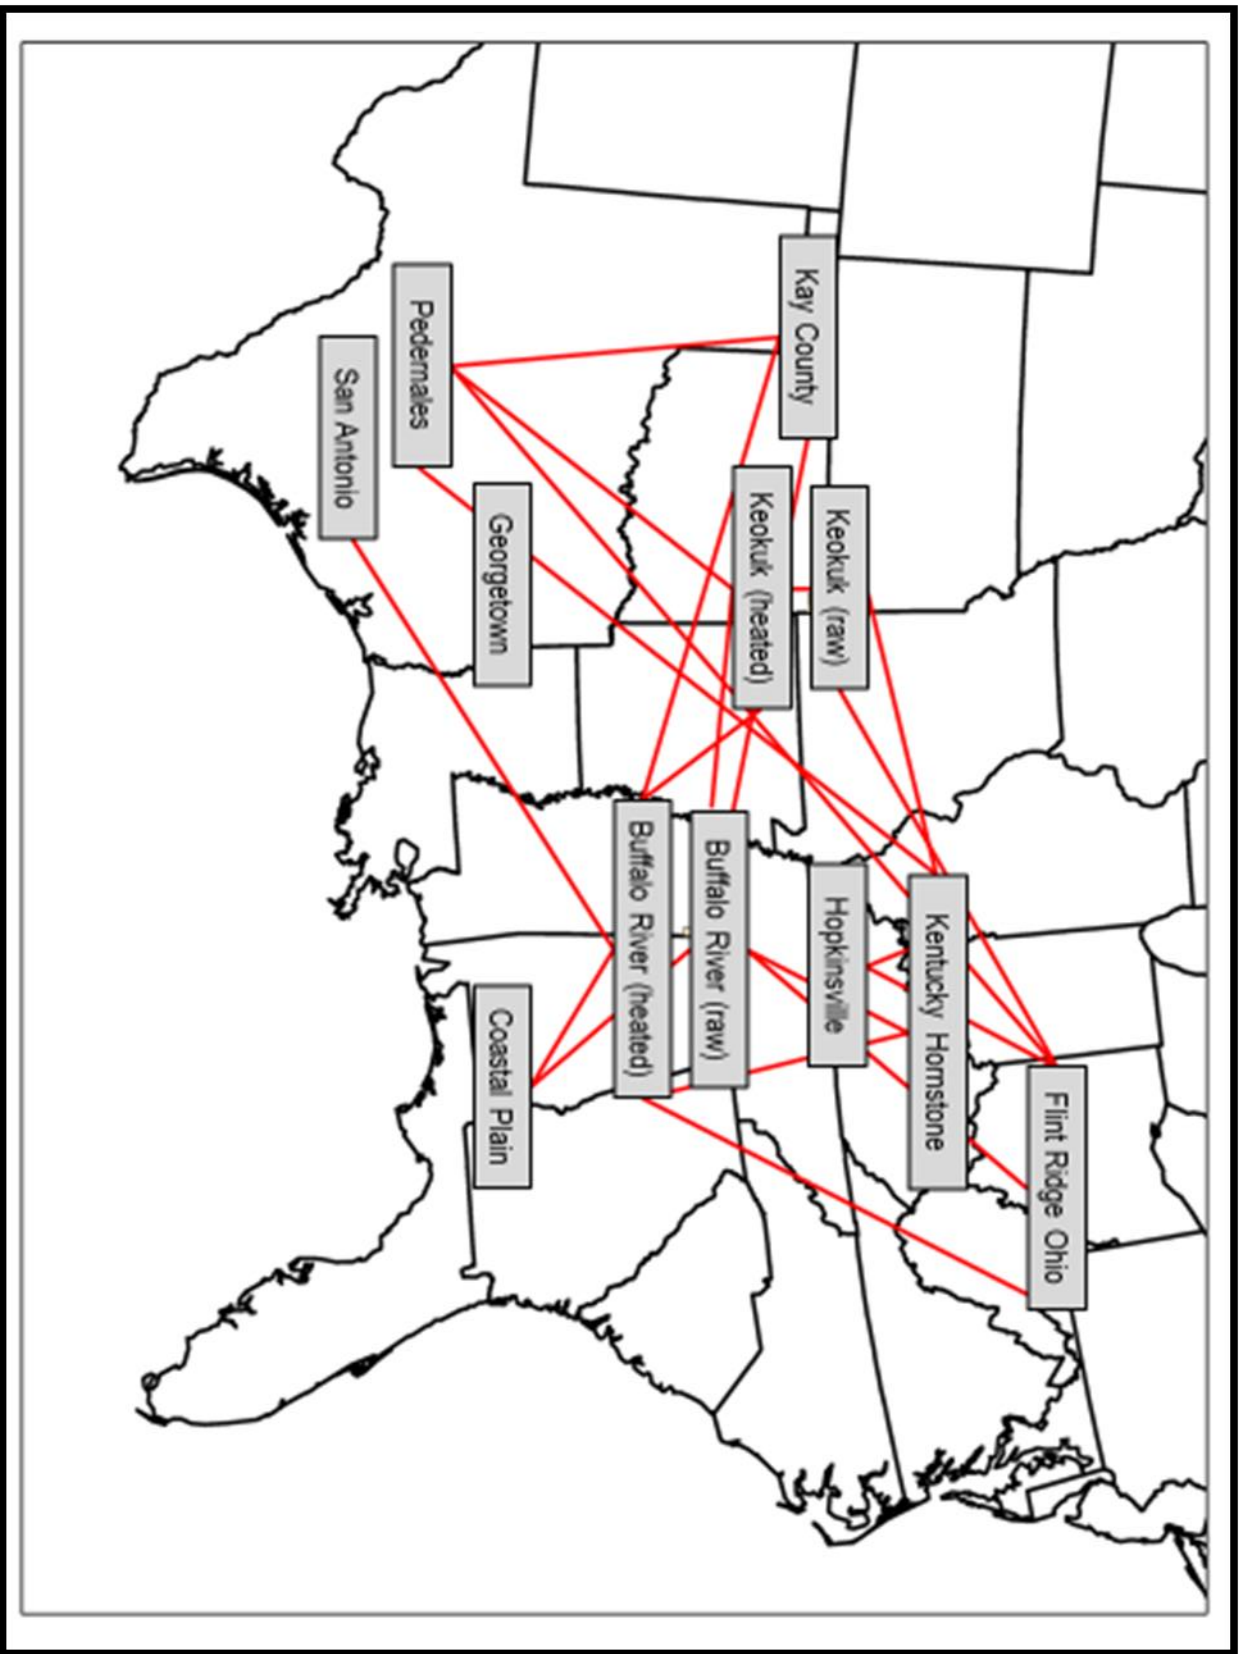 Flint Ridge Ohio
Kentucky Hornstone
Keokuk (raw)
Hopkinsville
Kay County
Keokuk (heated)
Buffalo River (raw)
Buffalo River (heated)
Georgetown
Coastal Plain
Pedernales
San Antonio